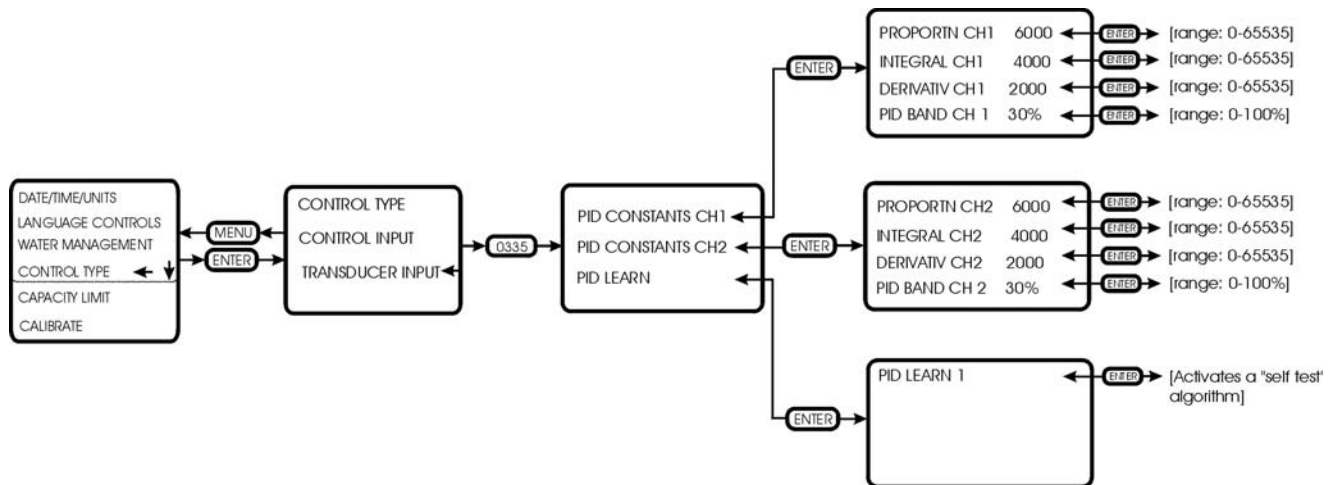 DATE/TIME/UNITS
LANGUAGE CONTROLS
WATER MANAGEMENT
CONTROL TYPE
CAPACITY LIMIT
CALIBRATE
MENU
ENTER
CONTROL TYPE
CONTROL INPUT
TRANSDUCER INPUT
0335
PID CONSTANTS CH1
PID CONSTANTS CH2
PID LEARN
ENTER
PROPORTN CH1 6000 ENTER [range: 0-65535]
INTEGRAL CH1 4000 ENTER [range: 0-65535]
DERIVATIV CH1 2000 ENTER [range: 0-65535]
PID BAND CH 1 30% ENTER [range: 0-100%]
ENTER
PROPORTN CH2 6000 ENTER [range: 0-65535]
INTEGRAL CH2 4000 ENTER [range: 0-65535]
DERIVATIV CH2 2000 ENTER [range: 0-65535]
PID BAND CH 2 30% ENTER [range: 0-100%]
ENTER
PID LEARN 1 ENTER [Activates a "self test"
algorithm]